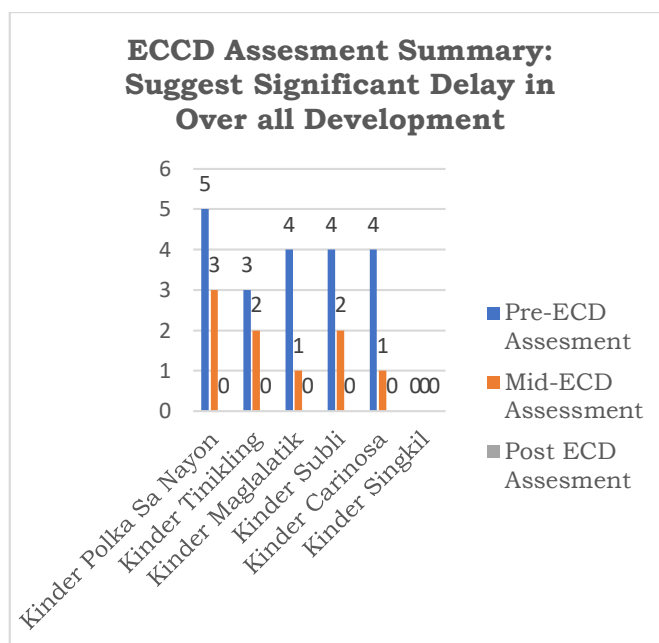 ECCD Assesment Summary:
Suggest Significant Delay in
Over all Development
6
5
4
3
2
1
0
5
3
0
3
2
0
4
1
0
4
2
0
4
1
0
000
Kinder Polka Sa Nayon
Kinder Tinikling
Kinder Maglalatik
Kinder Subli
Kinder Carinosa
Kinder Singkil
Pre-ECD
Assesment
Mid-ECD
Assessment
Post ECD
Assesment